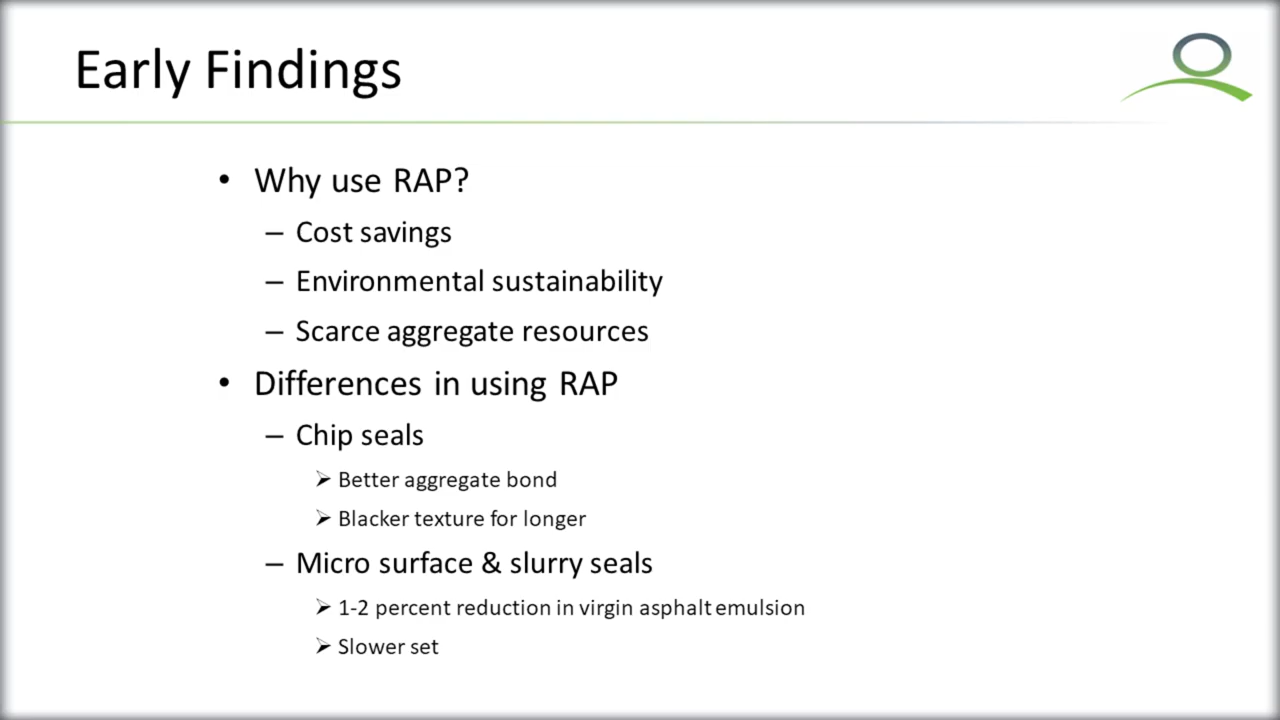 Early Findings
• Why use RAP?
– Cost savings
– Environmental sustainability
– Scarce aggregate resources
• Differences in using RAP
– Chip seals
➢ Better aggregate bond
➢ Blacker texture for longer
– Micro surface & slurry seals
➢ 1-2 percent reduction in virgin asphalt emulsion
➢ Slower set